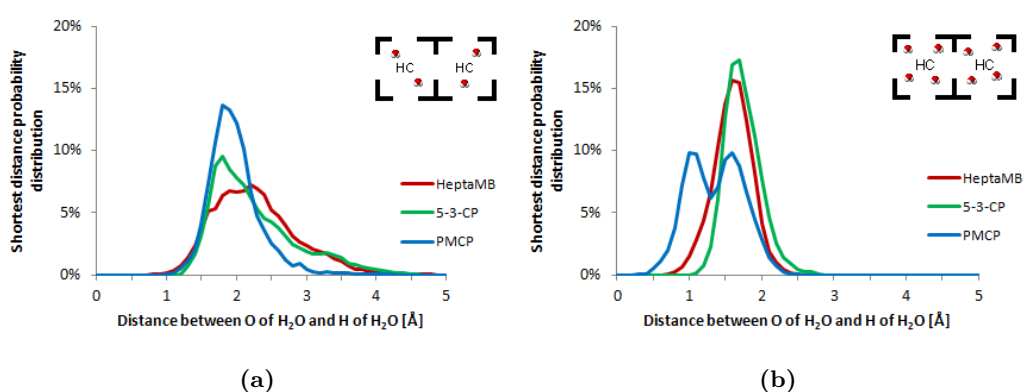 20%
15%
10%
5%
0%
Shortest distance probability
distribution
HC HC
HeptaMB
5-3-CP
PMCP
0 1 2 3 4 5
Distance between O of H₂O and H of H₂O [Å]
(a)
20%
15%
10%
5%
0%
Shortest distance probability
distribution
HC HC
HeptaMB
5-3-CP
PMCP
0 1 2 3 4 5
Distance between O of H₂O and H of H₂O [Å]
(b)